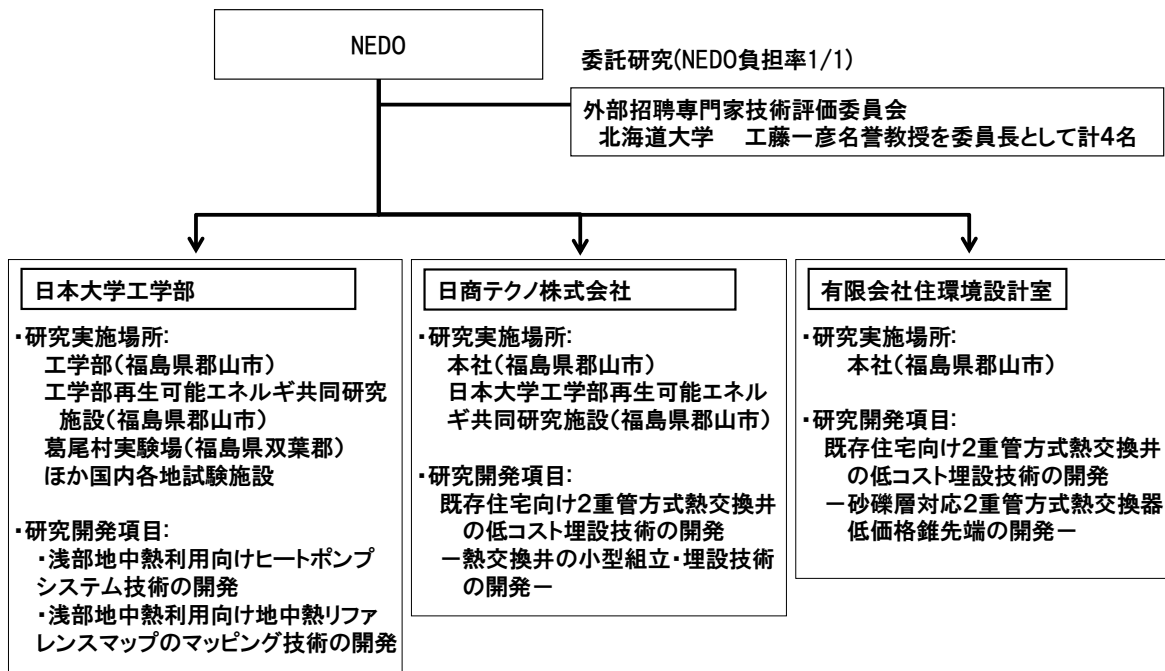 NEDO
委託研究(NEDO負担率1/1)
外部招聘専門家技術評価委員会
北海道大学　工藤一彦名誉教授を委員長として計4名
日本大学工学部
・研究実施場所:
工学部(福島県郡山市)
工学部再生可能エネルギ共同研究
施設(福島県郡山市)
葛尾村実験場(福島県双葉郡)
ほか国内各地試験施設
・研究開発項目:
・浅部地中熱利用向けヒートポンプ
システム技術の開発
・浅部地中熱利用向け地中熱リファ
レンスマップのマッピング技術の開発
日商テクノ株式会社
・研究実施場所:
本社(福島県郡山市)
日本大学工学部再生可能エネル
ギ共同研究施設(福島県郡山市)
・研究開発項目:
既存住宅向け2重管方式熱交換井
の低コスト埋設技術の開発
－熱交換井の小型組立・埋設技術
の開発－
有限会社住環境設計室
・研究実施場所:
本社(福島県郡山市)
・研究開発項目:
既存住宅向け2重管方式熱交換井
の低コスト埋設技術の開発
－砂礫層対応2重管方式熱交換器
低価格錐先端の開発－